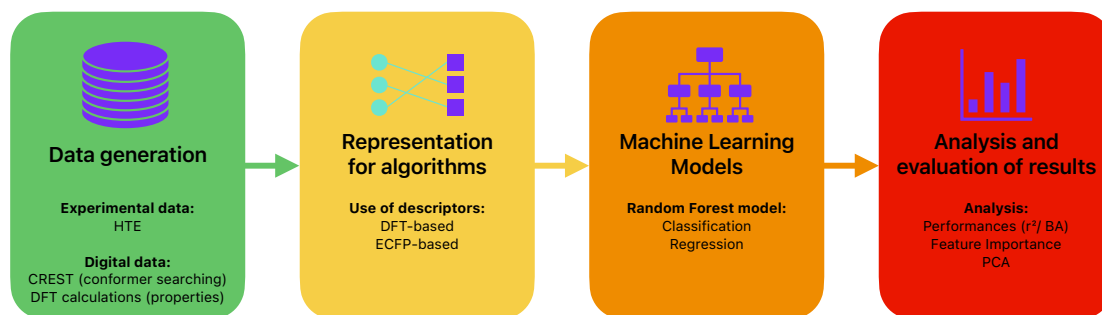 Data generation
Experimental data:
HTE
Digital data:
CREST (conformer searching)
DFT calculations (properties)
Representation
for algorithms
Use of descriptors:
DFT-based
ECFP-based
Machine Learning
Models
Random Forest model:
Classification
Regression
Analysis and
evaluation of results
Analysis:
Performances (r²/ BA)
Feature Importance
PCA